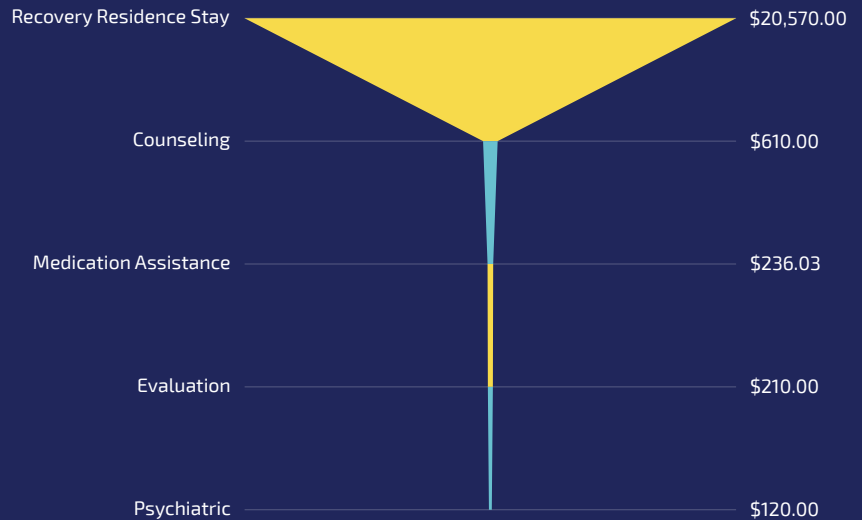 Recovery Residence Stay $20,570.00
Counseling $610.00
Medication Assistance $236.03
Evaluation $210.00
Psychiatric $120.00